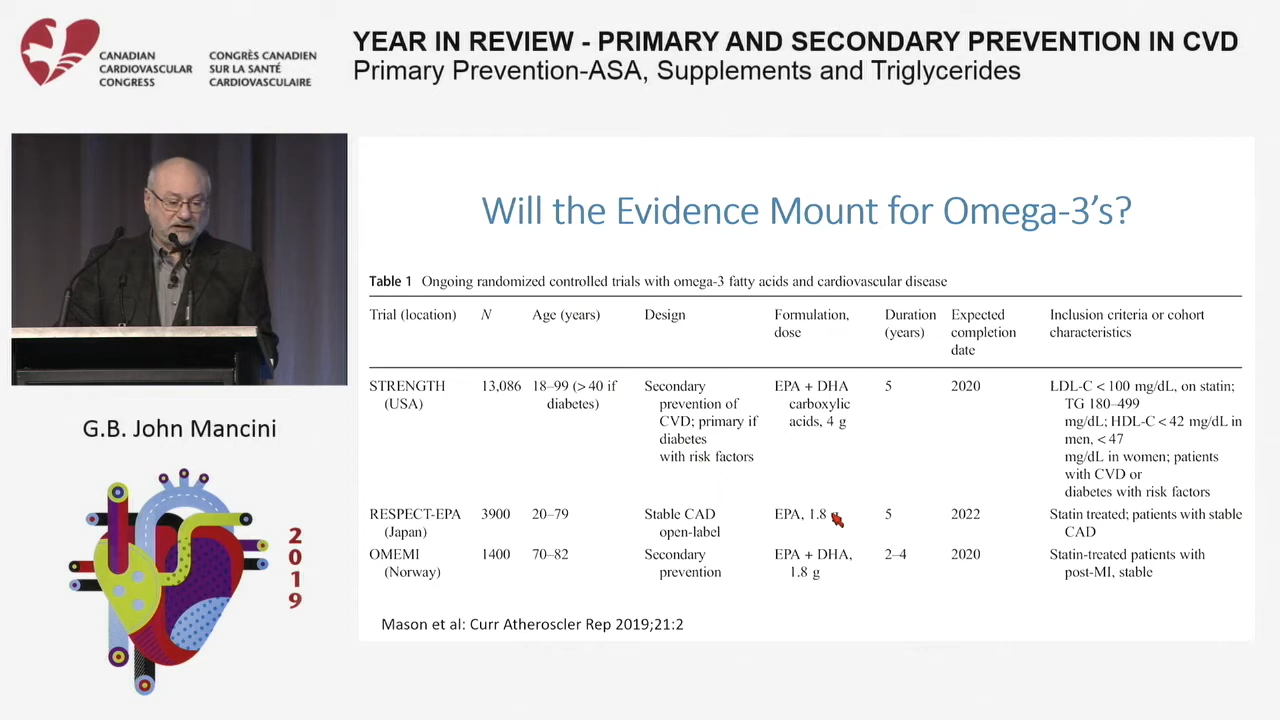 CANADIAN
CARDIOVASCULAR
CONGRESS
CONGRÈS CANADIEN
SUR LA SANTÉ
CARDIOVASCULAIRE
YEAR IN REVIEW - PRIMARY AND SECONDARY PREVENTION IN CVD
Primary Prevention-ASA, Supplements and Triglycerides
G.B. John Mancini
2019
Will the Evidence Mount for Omega-3's?
Table 1 Ongoing randomized controlled trials with omega-3 fatty acids and cardiovascular disease
Trial (location) N Age (years) Design Formulation, Duration Expected Inclusion criteria or cohort
dose (years) completion characteristics
date
STRENGTH 13,086 18–99 (> 40 if Secondary EPA + DHA 5 2020 LDL-C < 100 mg/dL, on statin;
(USA) diabetes) prevention of carboxylic TG 180–499
CVD; primary if acids, 4 g mg/dL; HDL-C < 42 mg/dL in
diabetes men, < 47
with risk factors mg/dL in women; patients
with CVD or
diabetes with risk factors
RESPECT-EPA 3900 20–79 Stable CAD EPA, 1.8 5 2022 Statin treated; patients with stable
(Japan) open-label CAD
OMEMI 1400 70–82 Secondary EPA + DHA, 2–4 2020 Statin-treated patients with
(Norway) prevention 1.8 g post-MI, stable
Mason et al: Curr Atheroscler Rep 2019;21:2